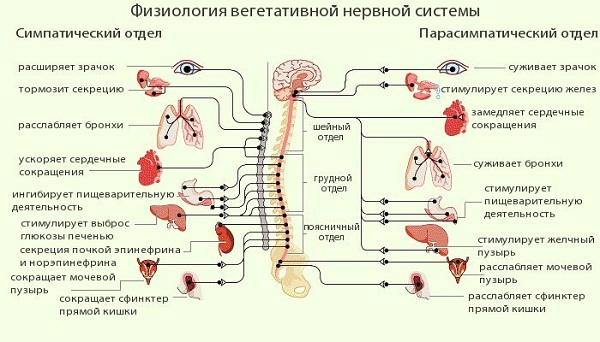 Физиология вегетативной нервной системы
Симпатический отдел
расширяет зрачок
тормозит секрецию
расслабляет бронхи
ускоряет сердечные
сокращения
ингибирует пищеварительную
деятельность
стимулирует выброс
глюкозы печенью
секреция почкой эпинефрина
и норэпинефрина
сокращает мочевой
пузырь
сокращает сфинктер
прямой кишки
шейный
отдел
грудной
отдел
поясничный
отдел
Парасимпатический отдел
суживает зрачок
стимулирует секрецию желез
замедляет сердечные
сокращения
суживает бронхи
стимулирует
пищеварительную
деятельность
стимулирует желчный
пузырь
расслабляет мочевой
пузырь
расслабляет сфинктер
прямой кишки